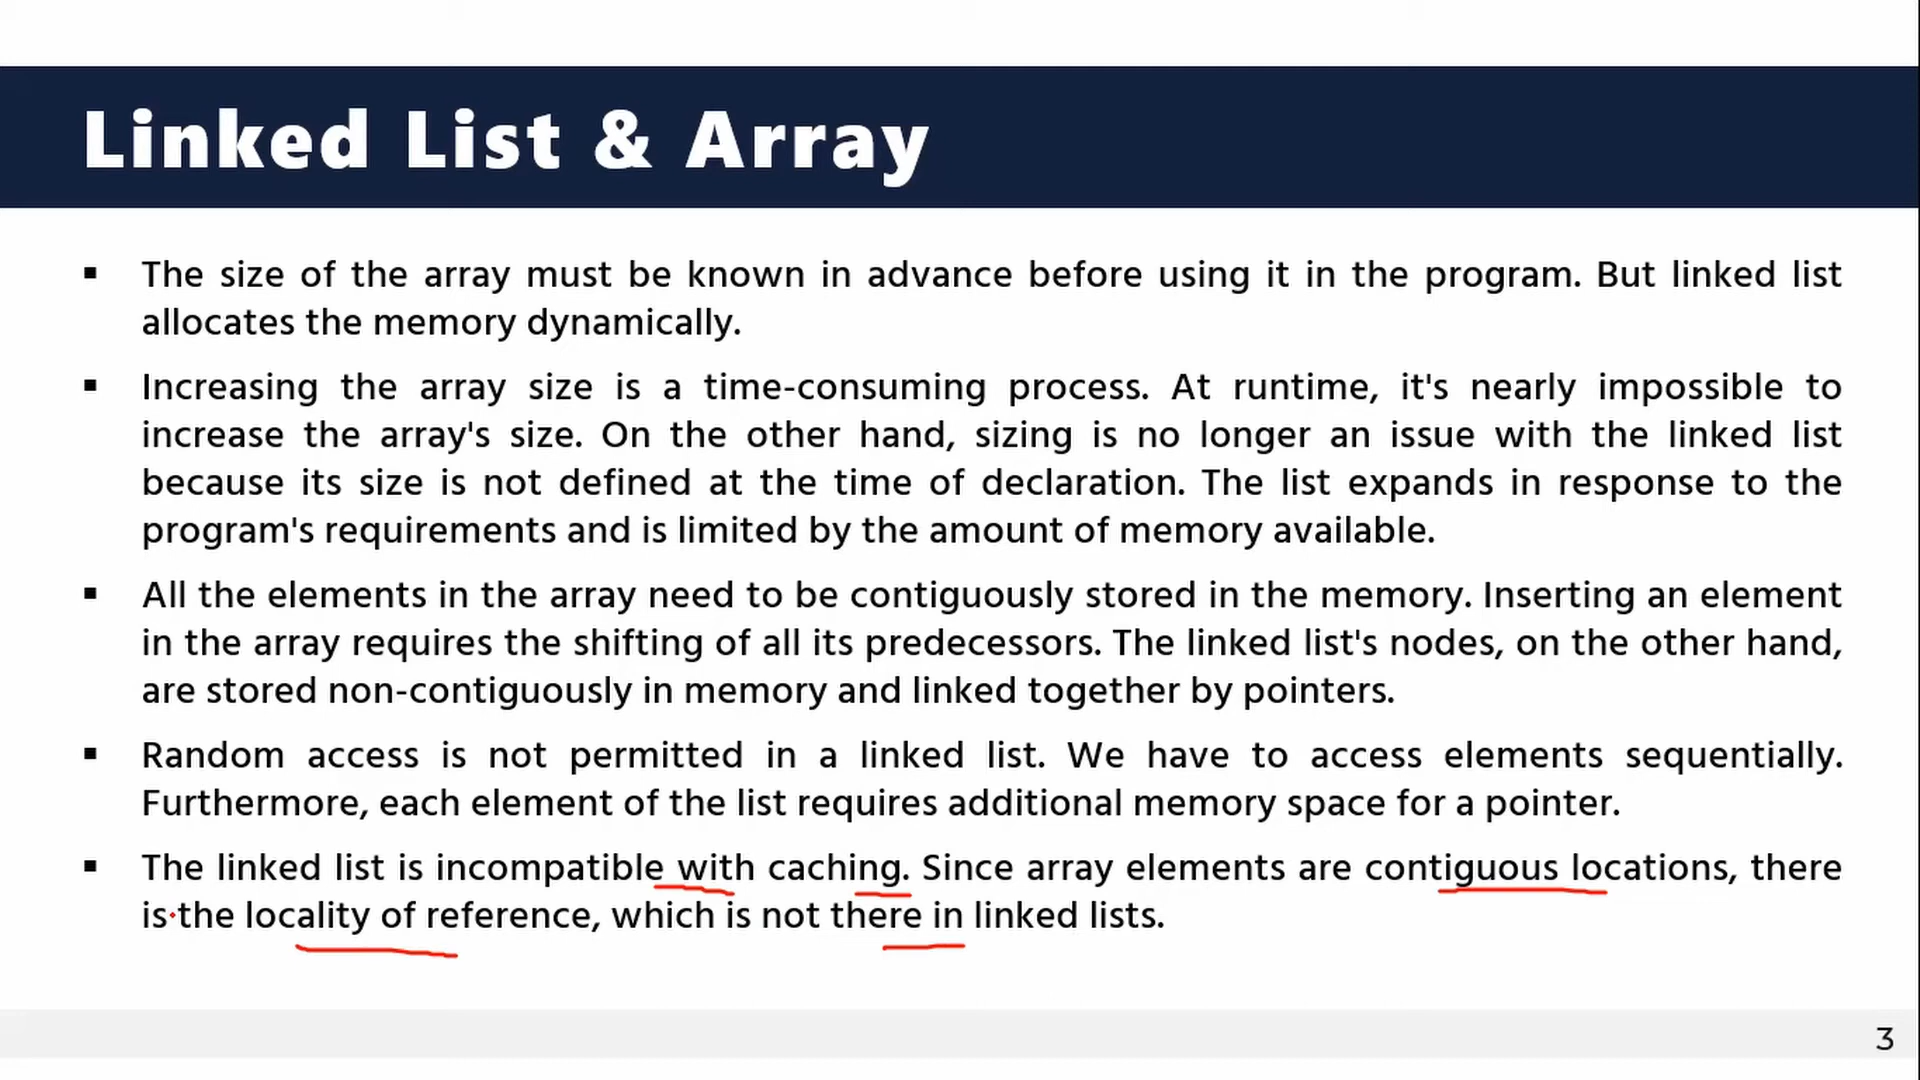 Linked List & Array
▪ The size of the array must be known in advance before using it in the program. But linked list
allocates the memory dynamically.
▪ Increasing the array size is a time-consuming process. At runtime, it's nearly impossible to
increase the array's size. On the other hand, sizing is no longer an issue with the linked list
because its size is not defined at the time of declaration. The list expands in response to the
program's requirements and is limited by the amount of memory available.
▪ All the elements in the array need to be contiguously stored in the memory. Inserting an element
in the array requires the shifting of all its predecessors. The linked list's nodes, on the other hand,
are stored non-contiguously in memory and linked together by pointers.
▪ Random access is not permitted in a linked list. We have to access elements sequentially.
Furthermore, each element of the list requires additional memory space for a pointer.
▪ The linked list is incompatible with caching. Since array elements are contiguous locations, there
is the locality of reference, which is not there in linked lists.
3